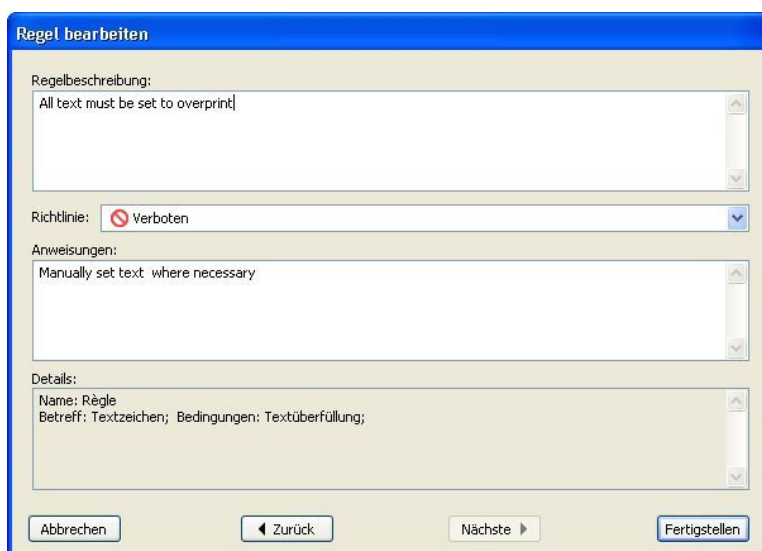 Regel bearbeiten
Regelbeschreibung:
All text must be set to overprint
Richtlinie: Verboten
Anweisungen:
Manually set text where necessary
Details:
Name: Règle
Betreff: Textzeichen; Bedingungen: Textüberfüllung;
Abbrechen Zurück Nächste Fertigstellen